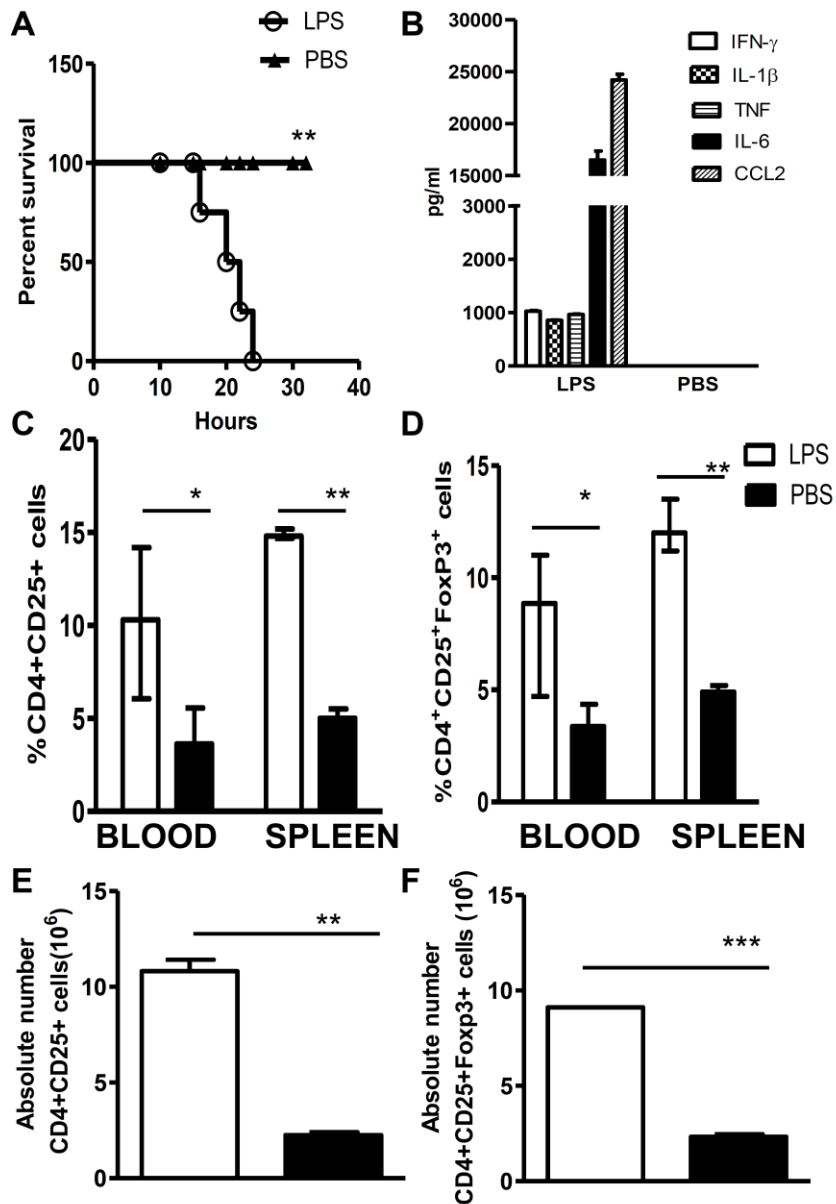 A
LPS
PBS
150
100
50
0
**
0 10 20 30 40
Percent survival
Hours
B
30000
25000
20000
15000
3000
2000
1000
0
pg/ml
LPS PBS
IFN-γ
IL-1β
TNF
IL-6
CCL2
C
20
15
10
5
0
* **
%CD4+CD25+ cells
BLOOD SPLEEN
D
LPS
PBS
15
10
5
0
* **
%CD4⁺CD25⁺FoxP3⁺ cells
BLOOD SPLEEN
E
15
10
5
0
**
Absolute number
CD4+CD25+ cells(10⁶)
F
15
10
5
0
***
Absolute number
CD4+CD25+Foxp3+ cells (10⁶)